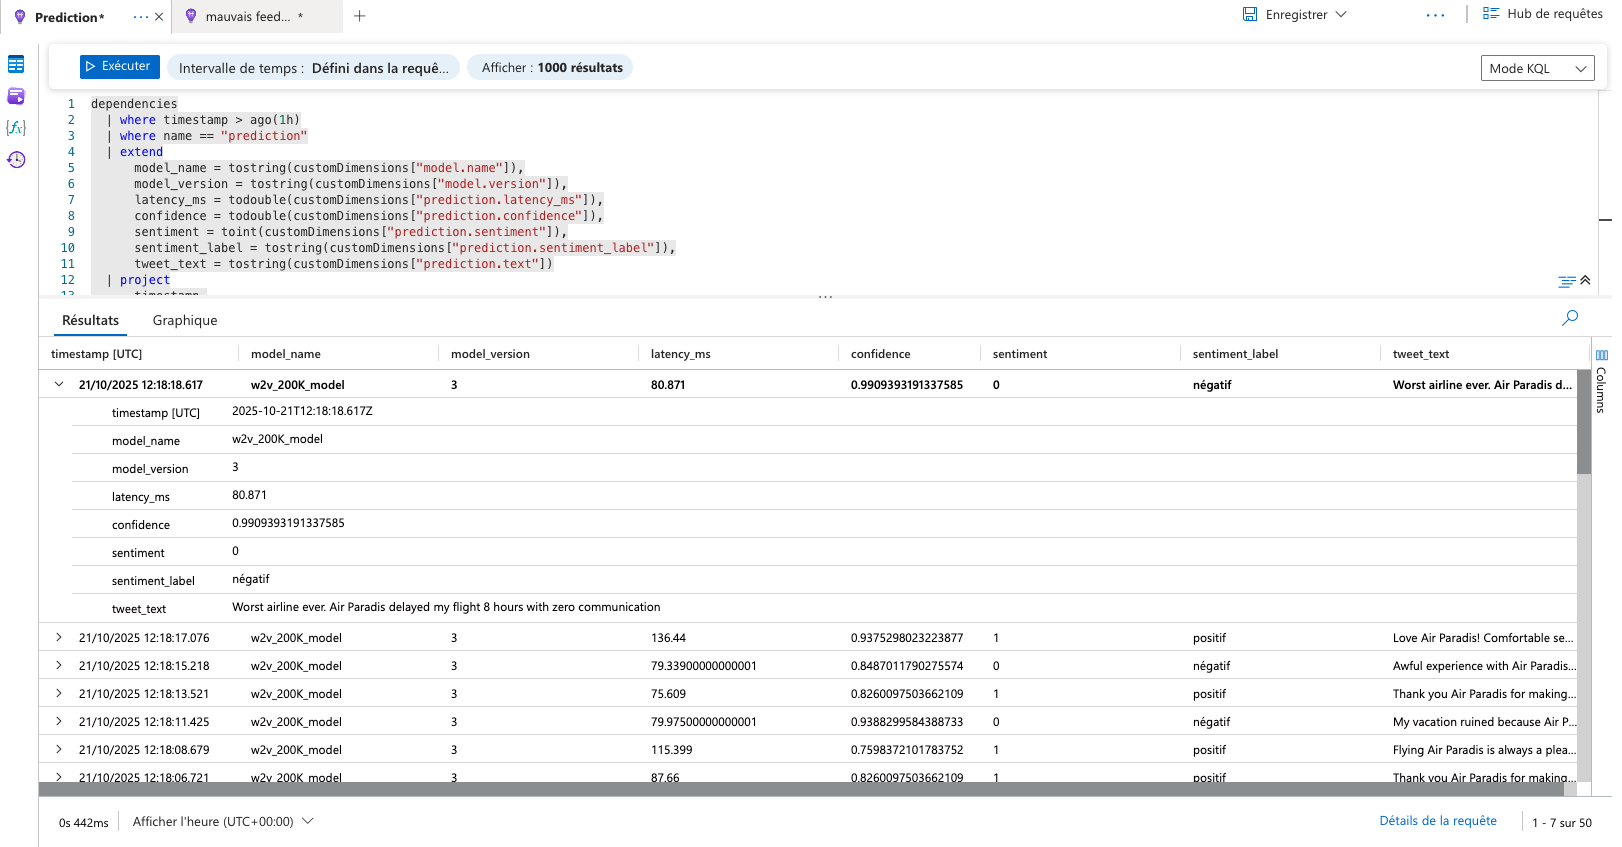 Prediction* ··· × mauvais feed... * +
Enregistrer ··· Hub de requêtes
Exécuter Intervalle de temps : Défini dans la requê... Afficher : 1000 résultats Mode KQL
1 dependencies
2 | where timestamp > ago(1h)
3 | where name == "prediction"
4 | extend
5 model_name = tostring(customDimensions["model.name"]),
6 model_version = tostring(customDimensions["model.version"]),
7 latency_ms = todouble(customDimensions["prediction.latency_ms"]),
8 confidence = todouble(customDimensions["prediction.confidence"]),
9 sentiment = toint(customDimensions["prediction.sentiment"]),
10 sentiment_label = tostring(customDimensions["prediction.sentiment_label"]),
11 tweet_text = tostring(customDimensions["prediction.text"])
12 | project
13 timestamp,
Résultats Graphique
timestamp [UTC] model_name model_version latency_ms confidence sentiment sentiment_label tweet_text
Columns
21/10/2025 12:18:18.617 w2v_200K_model 3 80.871 0.9909393191337585 0 négatif Worst airline ever. Air Paradis d...
timestamp [UTC] 2025-10-21T12:18:18.617Z
model_name w2v_200K_model
model_version 3
latency_ms 80.871
confidence 0.9909393191337585
sentiment 0
sentiment_label négatif
tweet_text Worst airline ever. Air Paradis delayed my flight 8 hours with zero communication
21/10/2025 12:18:17.076 w2v_200K_model 3 136.44 0.9375298023223877 1 positif Love Air Paradis! Comfortable se...
21/10/2025 12:18:15.218 w2v_200K_model 3 79.33900000000001 0.8487011790275574 0 négatif Awful experience with Air Paradis...
21/10/2025 12:18:13.521 w2v_200K_model 3 75.609 0.8260097503662109 1 positif Thank you Air Paradis for making...
21/10/2025 12:18:11.425 w2v_200K_model 3 79.97500000000001 0.9388299584388733 0 négatif My vacation ruined because Air P...
21/10/2025 12:18:08.679 w2v_200K_model 3 115.399 0.7598372101783752 1 positif Flying Air Paradis is always a plea...
21/10/2025 12:18:06.721 w2v_200K_model 3 87.66 0.8260097503662109 1 positif Thank you Air Paradis for making...
0s 442ms Afficher l'heure (UTC+00:00) Détails de la requête 1 - 7 sur 50